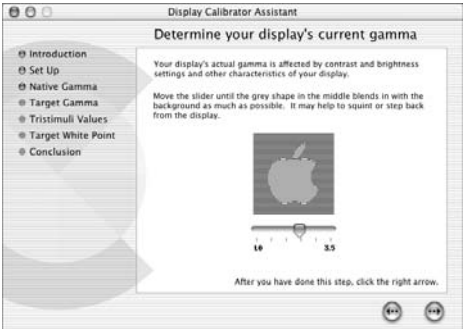 Display Calibrator Assistant
Determine your display's current gamma
Introduction
Set Up
Native Gamma
Target Gamma
Tristimuli Values
Target White Point
Conclusion
Your display's actual gamma is affected by contrast and brightness
settings and other characteristics of your display.
Move the slider until the grey shape in the middle blends in with the
background as much as possible. It may help to squint or step back
from the display.
1.0 3.5
After you have done this step, click the right arrow.